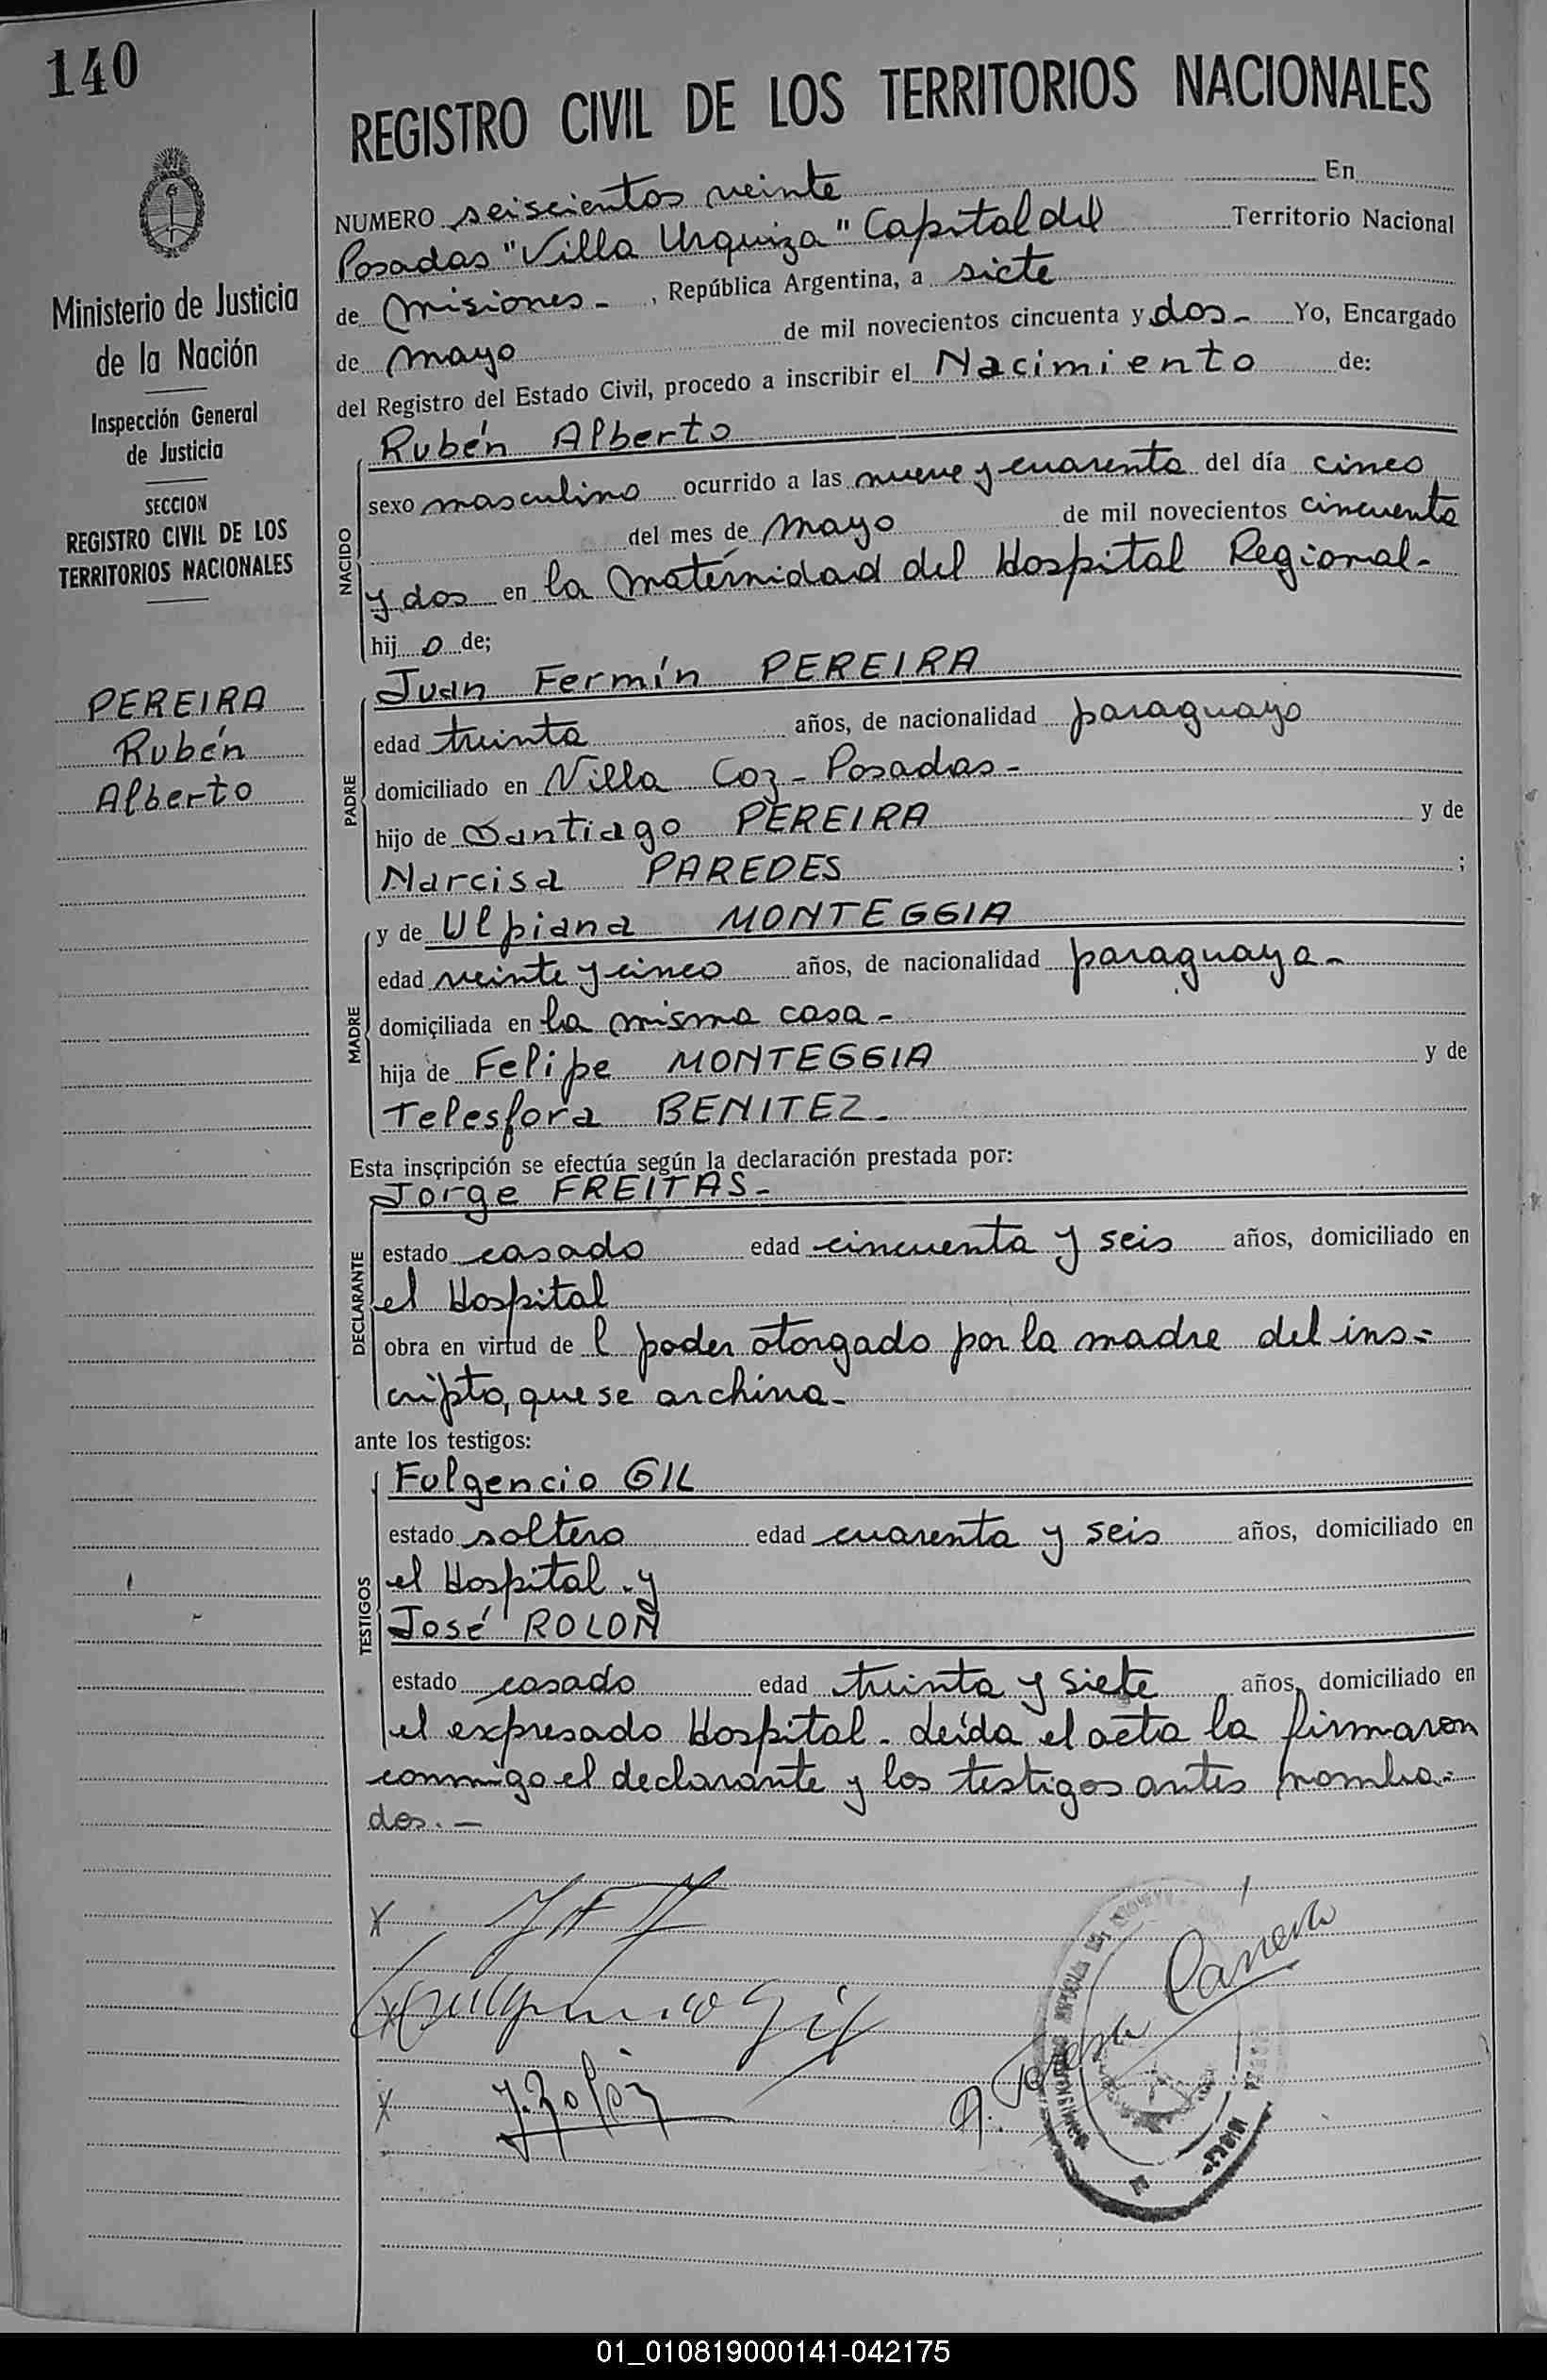 140
REGISTRO CIVIL DE LOS TERRITORIOS NACIONALES
Ministerio de Justicia
de la Nación
Inspección General
de Justicia
SECCION
REGISTRO CIVIL DE LOS
TERRITORIOS NACIONALES
PEREIRA
Rubén
Alberto
NUMERO seiscientos veinte En
Posadas "Villa Urquiza" Capital del Territorio Nacional
de Misiones - , República Argentina, a siete
de mayo de mil novecientos cincuenta y dos - Yo, Encargado
del Registro del Estado Civil, procedo a inscribir el Nacimiento de:
NACIDO
Rubén Alberto
sexo masculino ocurrido a las nueve y cuarenta del día cinco
del mes de mayo de mil novecientos cincuenta
y dos en la Maternidad del Hospital Regional-
hij o de;
PADRE
Juan Fermín PEREIRA
edad treinta años, de nacionalidad paraguayo
domiciliado en Villa Coz - Posadas -
hijo de Santiago PEREIRA y de
Narcisa PAREDES ;
MADRE
y de Ulpiana MONTEGGIA
edad veinte y cinco años, de nacionalidad paraguaya -
domiciliada en la misma casa -
hija de Felipe MONTEGGIA y de
Telesfora BENITEZ -
Esta inscripción se efectúa según la declaración prestada por:
DECLARANTE
Jorge FREITAS -
estado casado edad cincuenta y seis años, domiciliado en
el Hospital
obra en virtud de l poder otorgado por la madre del ins-
cripto, que se archiva -
ante los testigos:
TESTIGOS
Fulgencio GIL
estado soltero edad cuarenta y seis años, domiciliado en
el Hospital - y
José ROLON
estado casado edad treinta y siete años, domiciliado en
el expresado Hospital - Leída el acta la firmaron
conmigo el declarante y los testigos antes nombra-
dos. -
x
x Fulgencio Gil
x J. Rolón
01_010819000141-042175